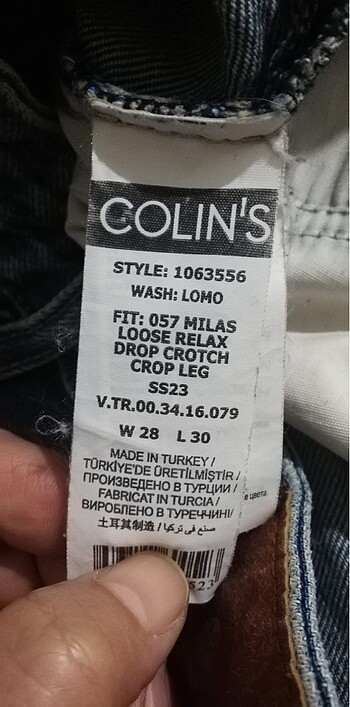 COLIN'S
STYLE: 1063556
WASH: LOMO
FIT: 057 MILAS
LOOSE RELAX
DROP CROTCH
CROP LEG
SS23
V.TR.00.34.16.079
W 28 L 30
MADE IN TURKEY /
TÜRKİYE'DE ÜRETİLMİŞTİR /
ПРОИЗВЕДЕНО В ТУРЦИИ /
FABRICAT IN TURCIA /
ВИРОБЛЕНО В ТУРЕЧЧИНІ/
土耳其制造 / صنع في تركيا /
523
в цвета.